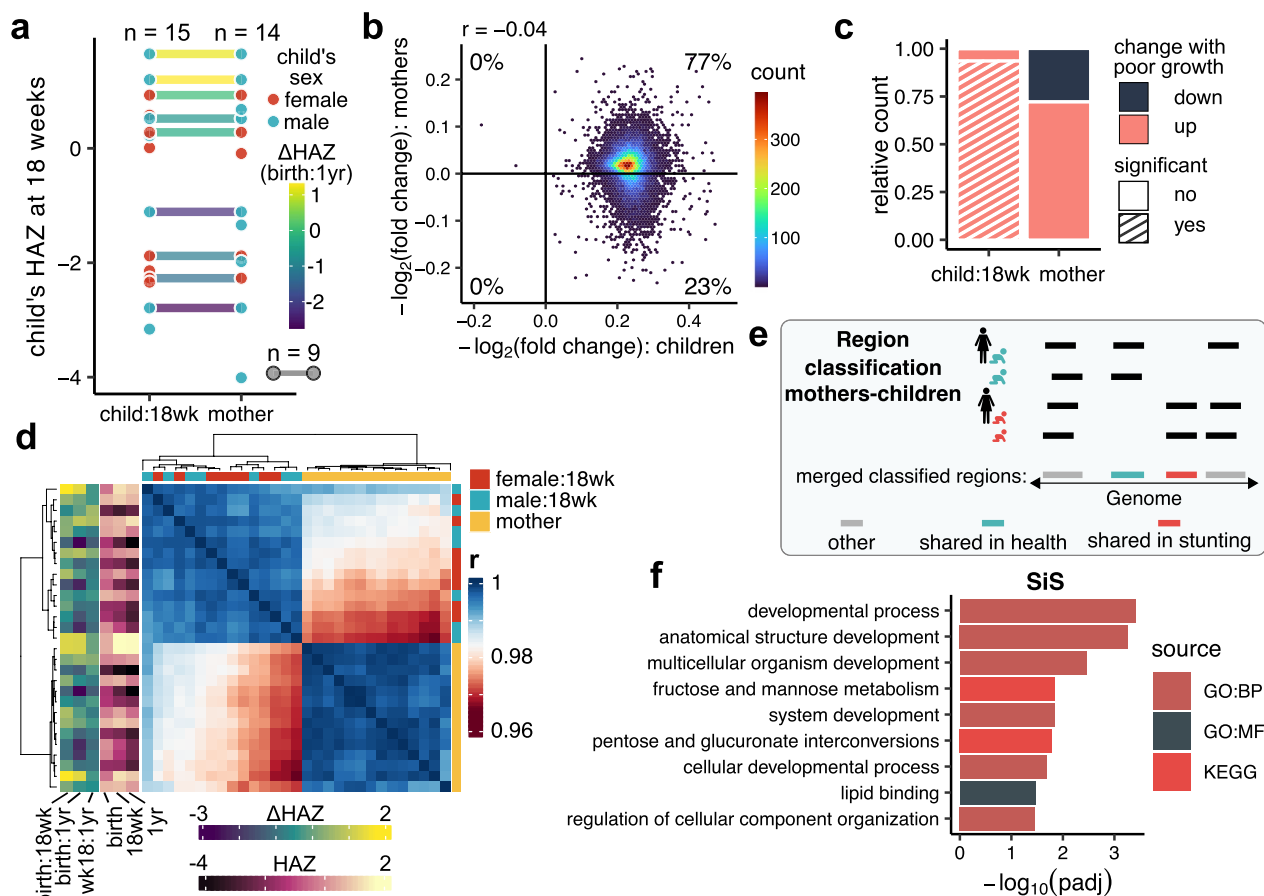 a
n = 15
n = 14
child's HAZ at 18 weeks
0
−2
−4
child:18wk
mother
child's
sex
female
male
ΔHAZ
(birth:1yr)
1
0
-1
-2
n = 9
b
r = −0.04
0%
77%
0%
23%
−log2(fold change): mothers
0.2
0.1
0.0
−0.1
−0.2
−0.2
0.0
0.2
0.4
−log2(fold change): children
count
300
200
100
c
relative count
1.00
0.75
0.50
0.25
0.00
child:18wk
mother
change with
poor growth
down
up
significant
no
yes
d
female:18wk
male:18wk
mother
r
1
0.98
0.96
birth:18wk
birth:1yr
wk18:1yr
birth
18wk
1yr
-3
ΔHAZ
2
-4
HAZ
2
e
Region
classification
mothers-children
merged classified regions:
Genome
other
shared in health
shared in stunting
f
SiS
developmental process
anatomical structure development
multicellular organism development
fructose and mannose metabolism
system development
pentose and glucuronate interconversions
cellular developmental process
lipid binding
regulation of cellular component organization
0
1
2
3
−log10(padj)
source
GO:BP
GO:MF
KEGG